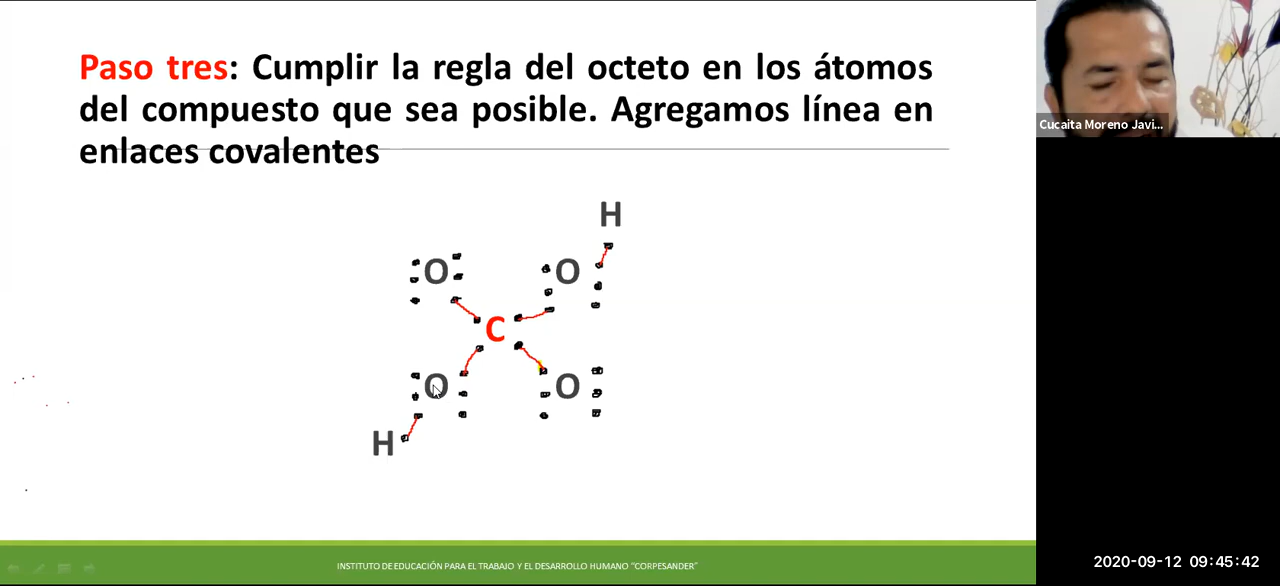 Paso tres: Cumplir la regla del octeto en los átomos
del compuesto que sea posible. Agregamos línea en
enlaces covalentes
Cucaita Moreno Javi...
H
O O
C
O O
H
INSTITUTO DE EDUCACIÓN PARA EL TRABAJO Y EL DESARROLLO HUMANO "CORPESANDER"
2020-09-12 09:45:42